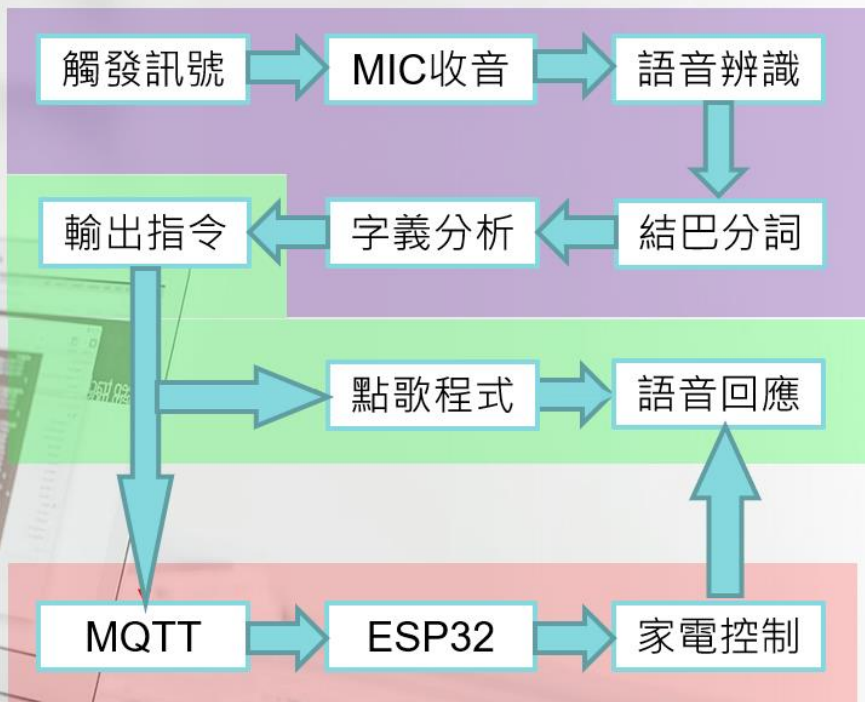 觸發訊號
MIC收音
語音辨識
輸出指令
字義分析
結巴分詞
點歌程式
語音回應
MQTT
ESP32
家電控制